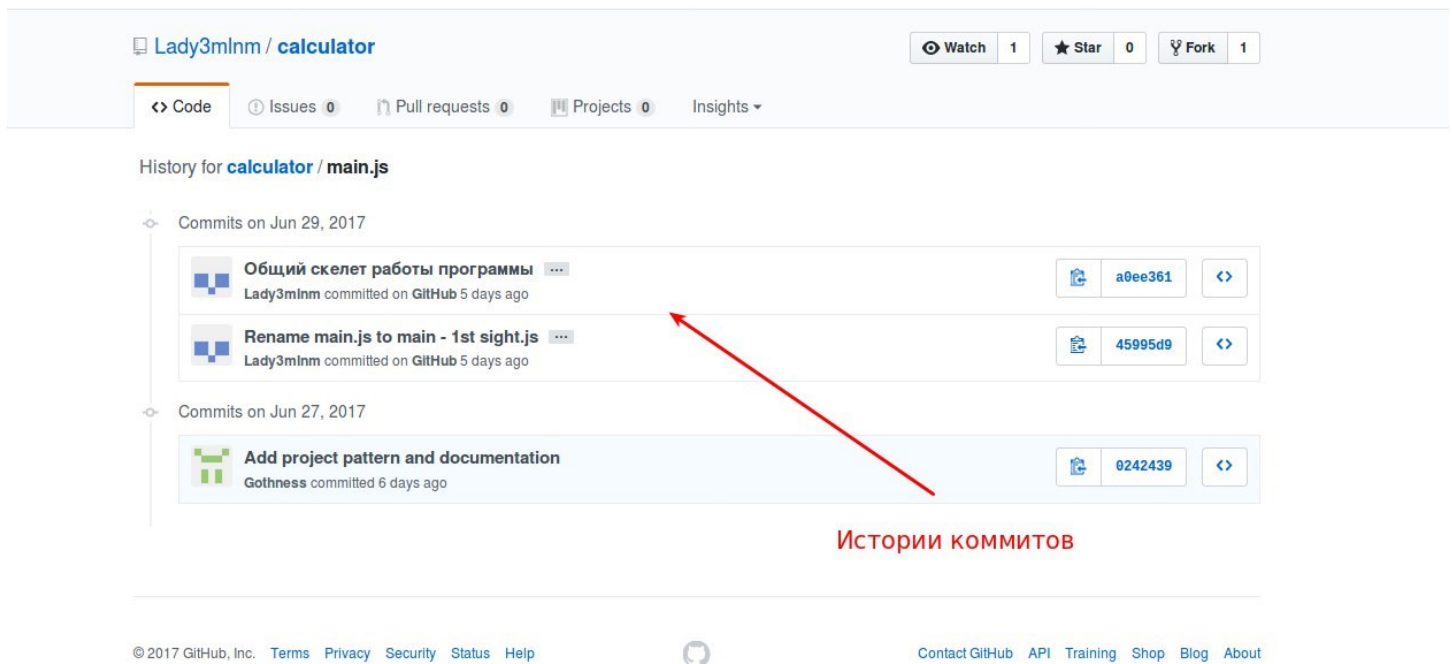 Lady3mlnm / calculator
Watch 1 Star 0 Fork 1
Code Issues 0 Pull requests 0 Projects 0 Insights
History for calculator / main.js
Commits on Jun 29, 2017
Общий скелет работы программы ...
a0ee361
Lady3mlnm committed on GitHub 5 days ago
Rename main.js to main - 1st sight.js ...
45995d9
Lady3mlnm committed on GitHub 5 days ago
Commits on Jun 27, 2017
Add project pattern and documentation
0242439
Gothness committed 6 days ago
Истории коммитов
© 2017 GitHub, Inc. Terms Privacy Security Status Help Contact GitHub API Training Shop Blog About